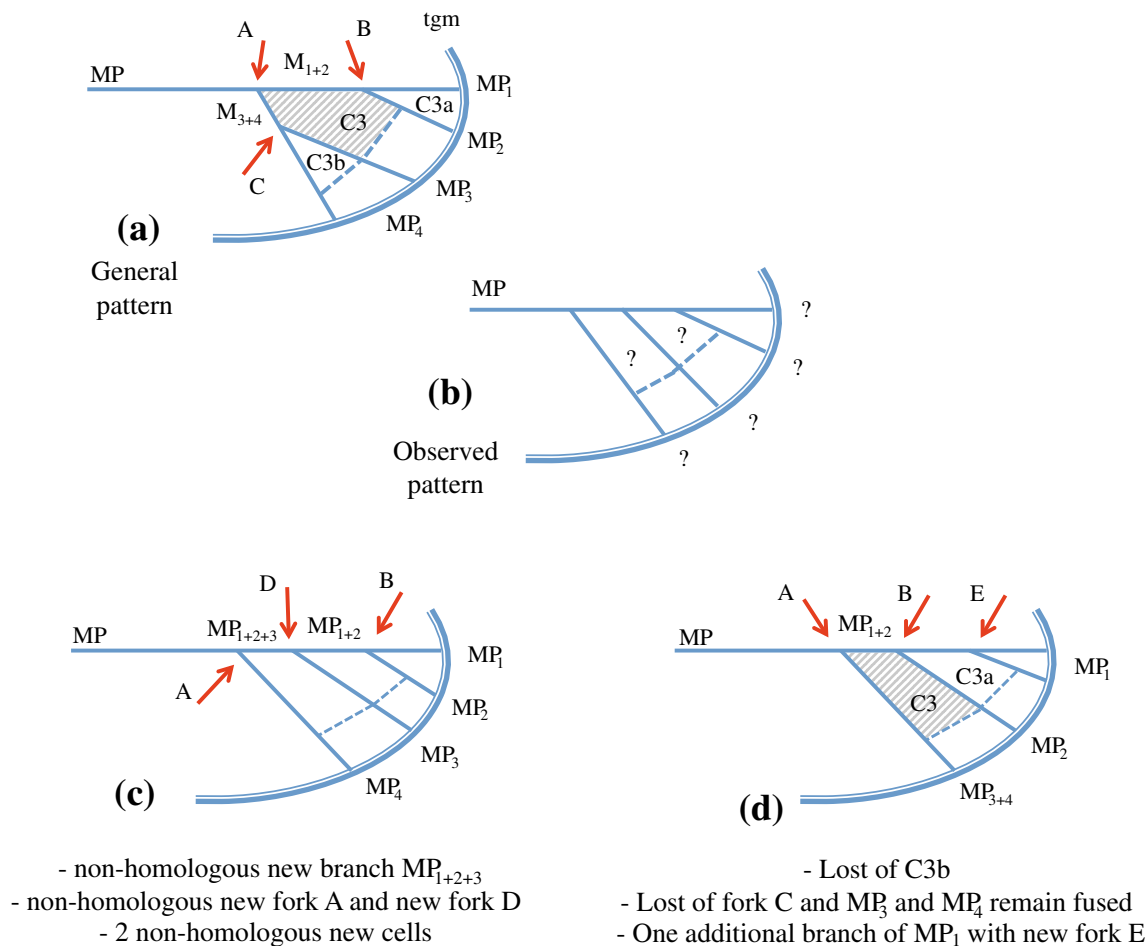 A
B
tgm
M1+2
MP
MP1
C3a
M3+4
C3
MP2
C3b
MP3
C
MP4
(a)
General
pattern
MP
?
?
?
?
(b)
?
Observed
?
pattern
D
B
MP1+2+3
MP1+2
MP
MP1
A
MP2
MP3
MP4
(c)
A
B
E
MP1+2
MP
C3a
MP1
C3
MP2
MP3+4
(d)
- non-homologous new branch MP1+2+3
- non-homologous new fork A and new fork D
- 2 non-homologous new cells
- Lost of C3b
- Lost of fork C and MP3 and MP4 remain fused
- One additional branch of MP1 with new fork E